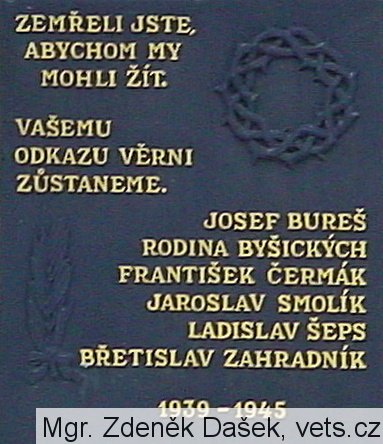 ZEMŘELI JSTE,
ABYCHOM MY
MOHLI ŽÍT.
VAŠEMU
ODKAZU VĚRNI
ZŮSTANEME.
JOSEF BUREŠ
RODINA BYŠICKÝCH
FRANTIŠEK ČERMÁK
JAROSLAV SMOLÍK
LADISLAV ŠEPS
BŘETISLAV ZAHRADNÍK
1939 - 1945
Mgr. Zdeněk Dašek, vets.cz